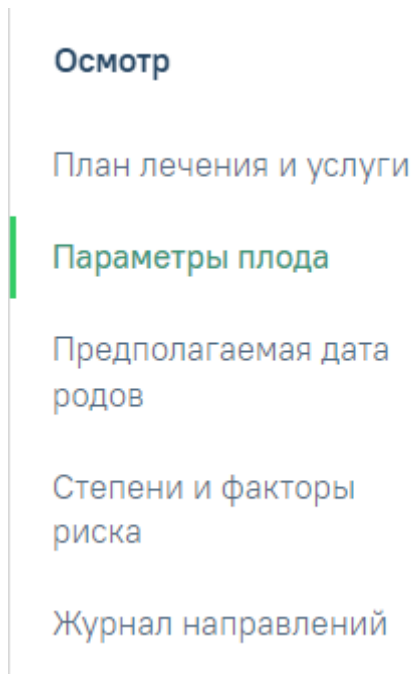 Осмотр
План лечения и услуги
Параметры плода
Предполагаемая дата
родов
Степени и факторы
риска
Журнал направлений